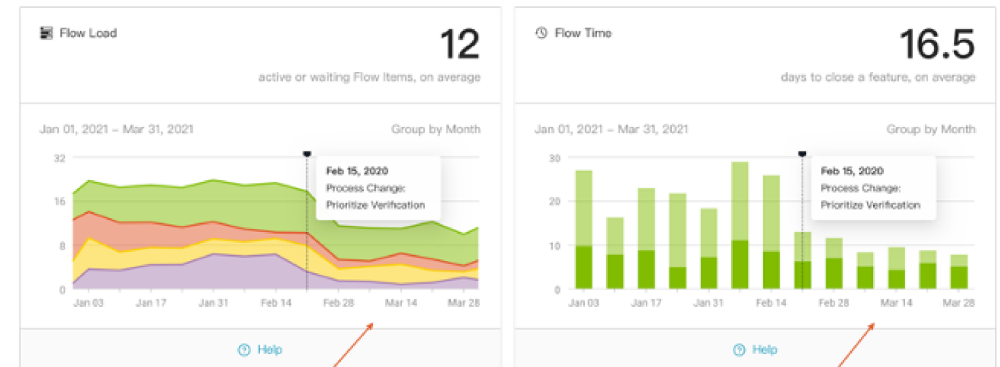 Flow Load
12
active or waiting Flow Items, on average
Jan 01, 2021 – Mar 31, 2021
Group by Month
32
16
8
0
Feb 15, 2020
Process Change:
Prioritize Verification
Jan 03 Jan 17 Jan 31 Feb 14 Feb 28 Mar 14 Mar 28
Help
Flow Time
16.5
days to close a feature, on average
Jan 01, 2021 – Mar 31, 2021
Group by Month
30
20
10
0
Feb 15, 2020
Process Change:
Prioritize Verification
Jan 03 Jan 17 Jan 31 Feb 14 Feb 28 Mar 14 Mar 28
Help